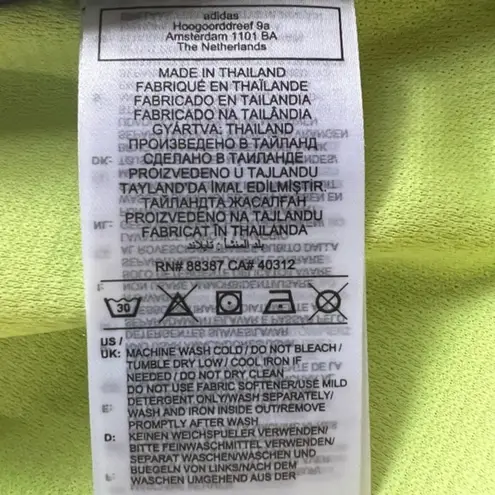 adidas
Hoogoorddreef 9a
Amsterdam 1101 BA
The Netherlands
MADE IN THAILAND
FABRIQUÉ EN THAÏLANDE
FABRICADO EN TAILANDIA
FABRICADO NA TAILÂNDIA
GYÁRTVA: THAILAND
ПРОИЗВЕДЕНО В ТАЙЛАНД
СДЕЛАНО В ТАИЛАНДЕ
PROIZVEDENO U TAJLANDU
TAYLAND'DA İMAL EDİLMİŞTİR.
ТАЙЛАНДТА ЖАСАЛҒАН
PROIZVEDENO NA TAJLANDU
FABRICAT ÎN THAILANDA
بلد المنشأ: تايلاند
RN# 88387 CA# 40312
30
US /
UK: MACHINE WASH COLD / DO NOT BLEACH /
TUMBLE DRY LOW / COOL IRON IF
NEEDED / DO NOT DRY CLEAN
DO NOT USE FABRIC SOFTENER/USE MILD
DETERGENT ONLY/WASH SEPARATELY/
WASH AND IRON INSIDE OUT/REMOVE
PROMPTLY AFTER WASH
D: KEINEN WEICHSPUELER VERWENDEN/
BITTE FEINWASCHMITTEL VERWENDEN/
SEPARAT WASCHEN/WASCHEN UND
BUEGELN VON LINKS/NACH DEM
WASCHEN UMGEHEND AUS DER